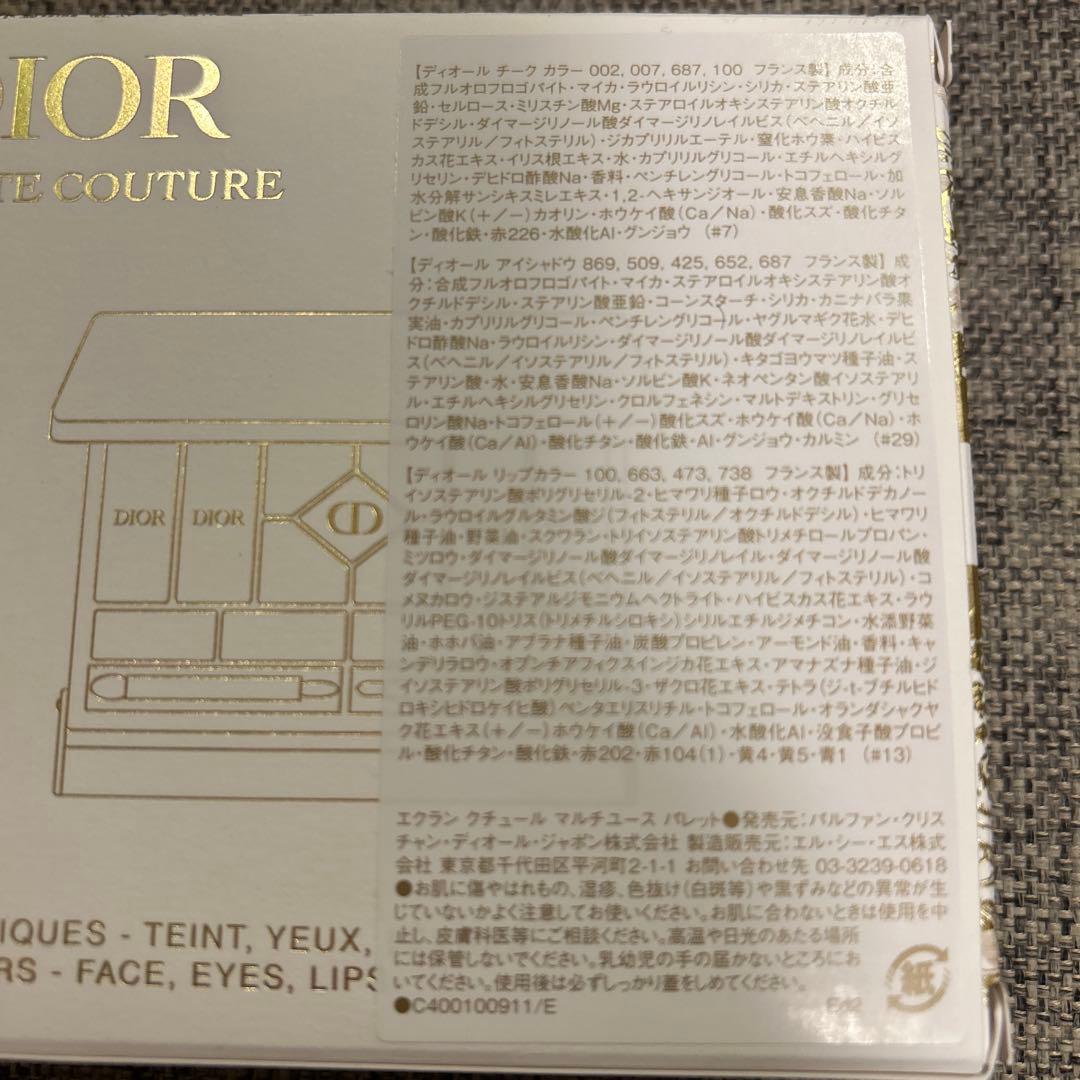 DIOR
TE COUTURE
【ディオール チーク カラー 002, 007, 687, 100 フランス製】 成分:合
成フルオロフロゴパイト・マイカ・ラウロイルリシン・シリカ・ステアリン酸亜
鉛・セルロース・ミリスチン酸Mg・ステアロイルオキシステアリン酸オクチル
ドデシル・ダイマージリノール酸ダイマージリノレイルビス(ベヘニル/イソ
ステアリル/フィトステリル)・ジカプリリルエーテル・窒化ホウ素・ハイビス
カス花エキス・イリス根エキス・水・カプリリルグリコール・エチルヘキシルグ
リセリン・デヒドロ酢酸Na・香料・ペンチレングリコール・トコフェロール・加
水分解サンシキスミレエキス・1,2-ヘキサンジオール・安息香酸Na・ソル
ビン酸K(+/-)カオリン・ホウケイ酸(Ca/Na)・酸化スズ・酸化チタ
ン・酸化鉄・赤226・水酸化Al・グンジョウ (#7)
【ディオール アイシャドウ 869, 509, 425, 652, 687 フランス製】 成
分:合成フルオロフロゴパイト・マイカ・ステアロイルオキシステアリン酸オ
クチルドデシル・ステアリン酸亜鉛・コーンスターチ・シリカ・カニナバラ果
実油・カプリリルグリコール・ペンチレングリコール・ヤグルマギク花水・デヒ
ドロ酢酸Na・ラウロイルリシン・ダイマージリノール酸ダイマージリノレイルビ
ス(ベヘニル/イソステアリル/フィトステリル)・キタゴヨウマツ種子油・ス
テアリン酸・水・安息香酸Na・ソルビン酸K・ネオペンタン酸イソステアリ
ル・エチルヘキシルグリセリン・クロルフェネシン・マルトデキストリン・グリセ
ロリン酸Na・トコフェロール(+/-)酸化スズ・ホウケイ酸(Ca/Na)・ホ
ウケイ酸(Ca/Al)・酸化チタン・酸化鉄・Al・グンジョウ・カルミン (#29)
【ディオール リップカラー 100, 663, 473, 738 フランス製】 成分:トリ
イソステアリン酸ポリグリセリル-2・ヒマワリ種子ロウ・オクチルドデカノー
ル・ラウロイルグルタミン酸ジ(フィトステリル/オクチルドデシル)・ヒマワリ
種子油・野菜油・スクワラン・トリイソステアリン酸トリメチロールプロパン・
ミツロウ・ダイマージリノール酸ダイマージリノレイル・ダイマージリノール酸
ダイマージリノレイルビス(ベヘニル/イソステアリル/フィトステリル)・コ
メヌカロウ・ジステアルジモニウムヘクトライト・ハイビスカス花エキス・ラウ
リルPEG-10トリス(トリメチルシロキシ)シリルエチルジメチコン・水添野菜
油・ホホバ油・アブラナ種子油・炭酸プロピレン・アーモンド油・香料・キャ
ンデリラロウ・オプンチアフィクスインジカ花エキス・アマナズナ種子油・ジ
イソステアリン酸ポリグリセリル-3・ザクロ花エキス・テトラ(ジ-t-ブチルヒド
ロキシヒドロケイヒ酸)ペンタエリスリチル・トコフェロール・オランダシャクヤ
ク花エキス(+/-)ホウケイ酸(Ca/Al)・水酸化Al・没食子酸プロピ
ル・酸化チタン・酸化鉄・赤202・赤104(1)・黄4・黄5・青1 (#13)
DIOR DIOR CD
エクラン クチュール マルチユース パレット●発売元:パルファン・クリス
チャン・ディオール・ジャポン株式会社 製造販売元:エル・シー・エス株式
会社 東京都千代田区平河町2-1-1 お問い合わせ先 03-3239-0618
●お肌に傷やはれもの、湿疹、色抜け(白斑等)や黒ずみなどの異常が生
じていないかよく注意してお使いください。お肌に合わないときは使用を中
止し、皮膚科医等にご相談ください。高温や日光のあたる場所
には保管しないでください。乳幼児の手の届かないところにお
いてください。使用後は必ずしっかり蓋をしめてください。
●C400100911/E E42
紙
IQUES - TEINT, YEUX,
RS - FACE, EYES, LIPS